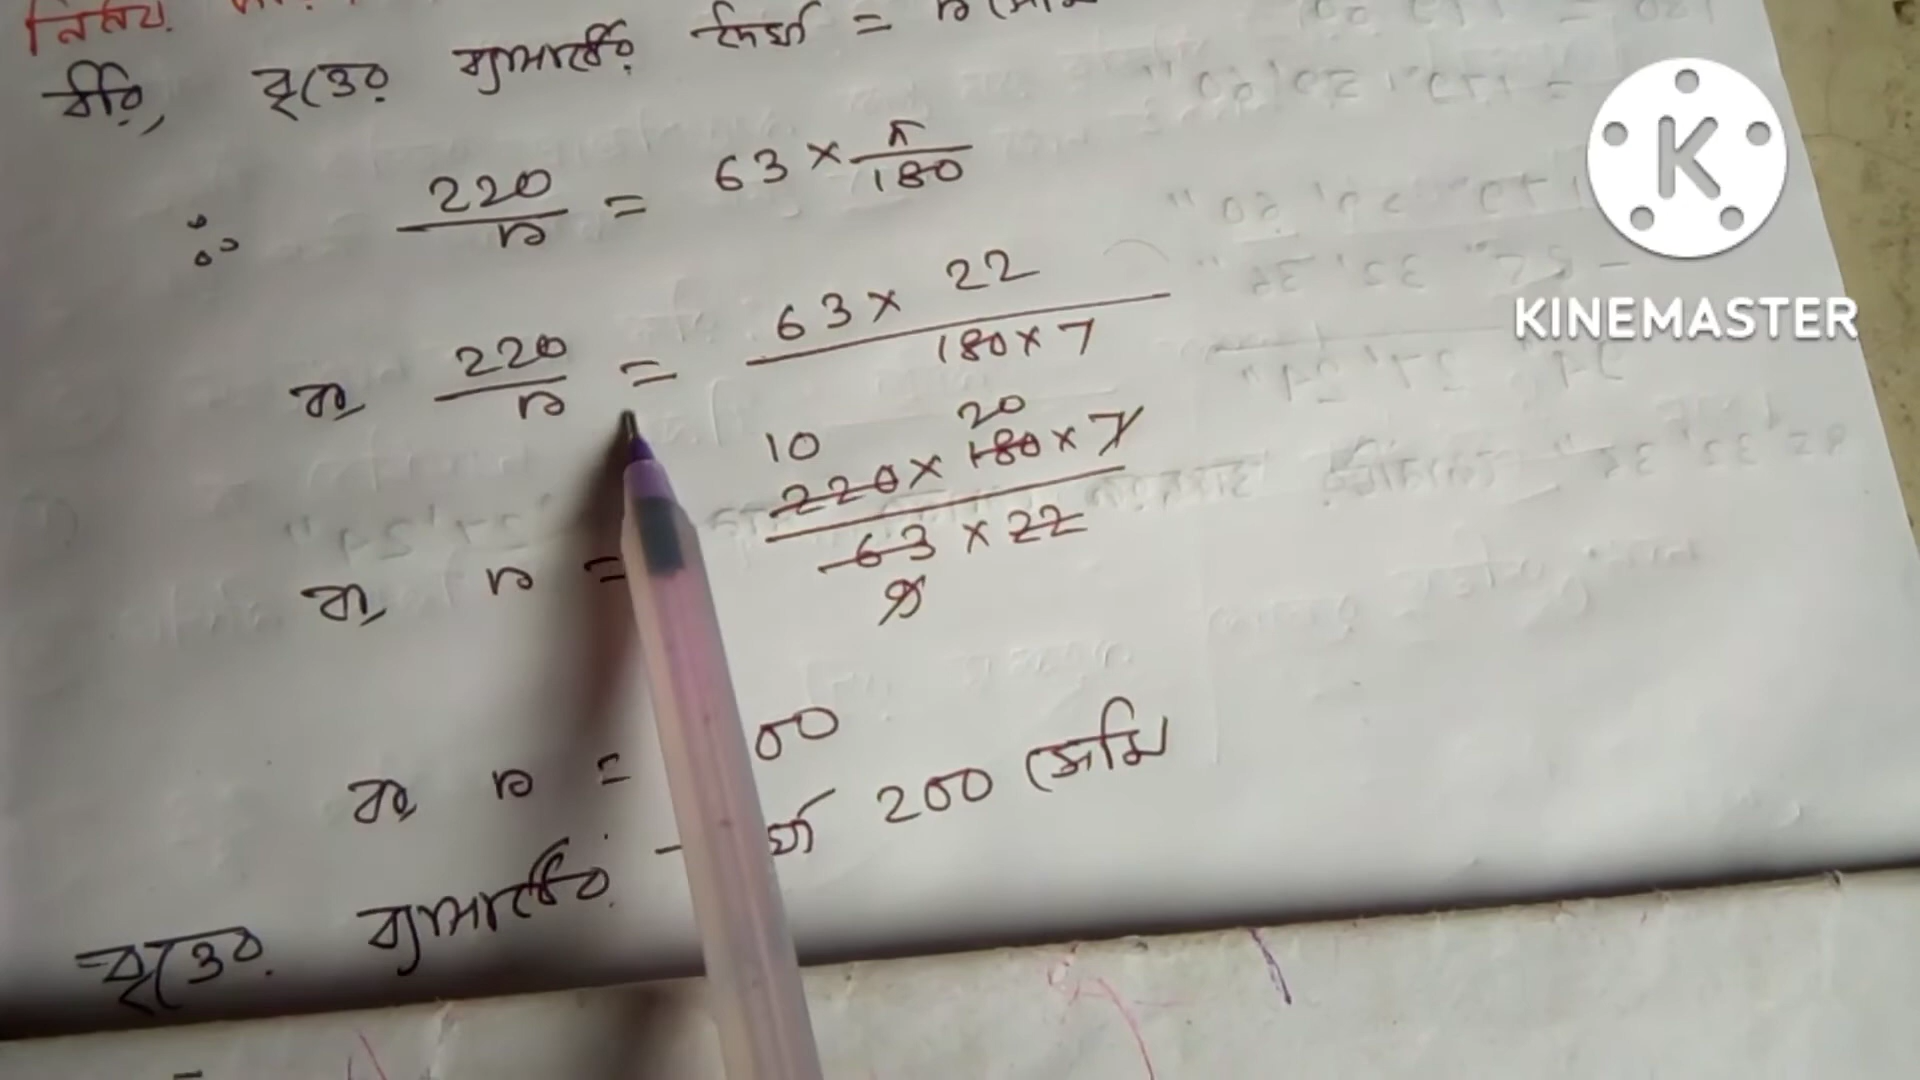 নির্ণয়
ধরি, বৃত্তের ব্যাসার্ধের দৈর্ঘ্য = r সেমি
∴ 220/r = 63 × π/180
বা, 220/r = 63 × 22 / 180 × 7
10 20
বা, r = 220 × 180 × 7 / 63 × 22
9
বা, r = 00
বৃত্তের ব্যাসার্ধের র্ঘ্য 200 সেমি
KINEMASTER